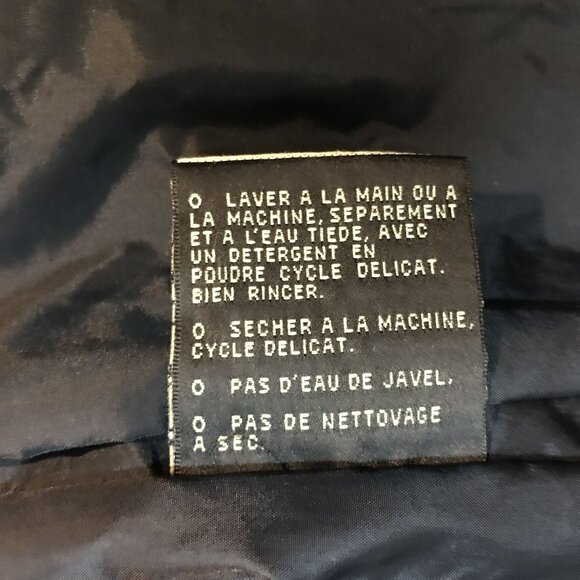 O LAVER A LA MAIN OU A
LA MACHINE, SEPAREMENT
ET A L'EAU TIEDE, AVEC
UN DETERGENT EN
POUDRE CYCLE DELICAT.
BIEN RINCER.
O SECHER A LA MACHINE,
CYCLE DELICAT.
O PAS D'EAU DE JAVEL,
O PAS DE NETTOVAGE
A SEC.